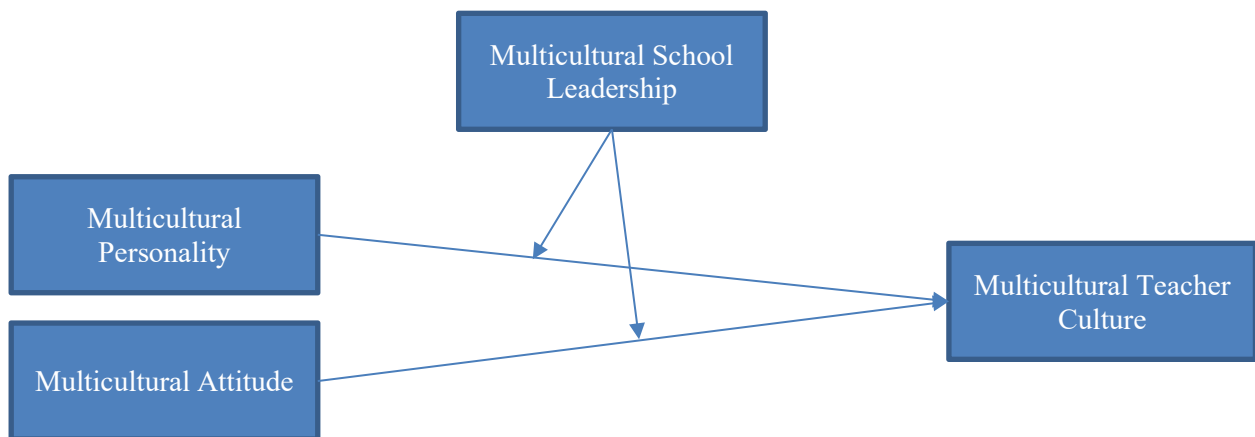 Multicultural School
Leadership
Multicultural
Personality
Multicultural Teacher
Culture
Multicultural Attitude